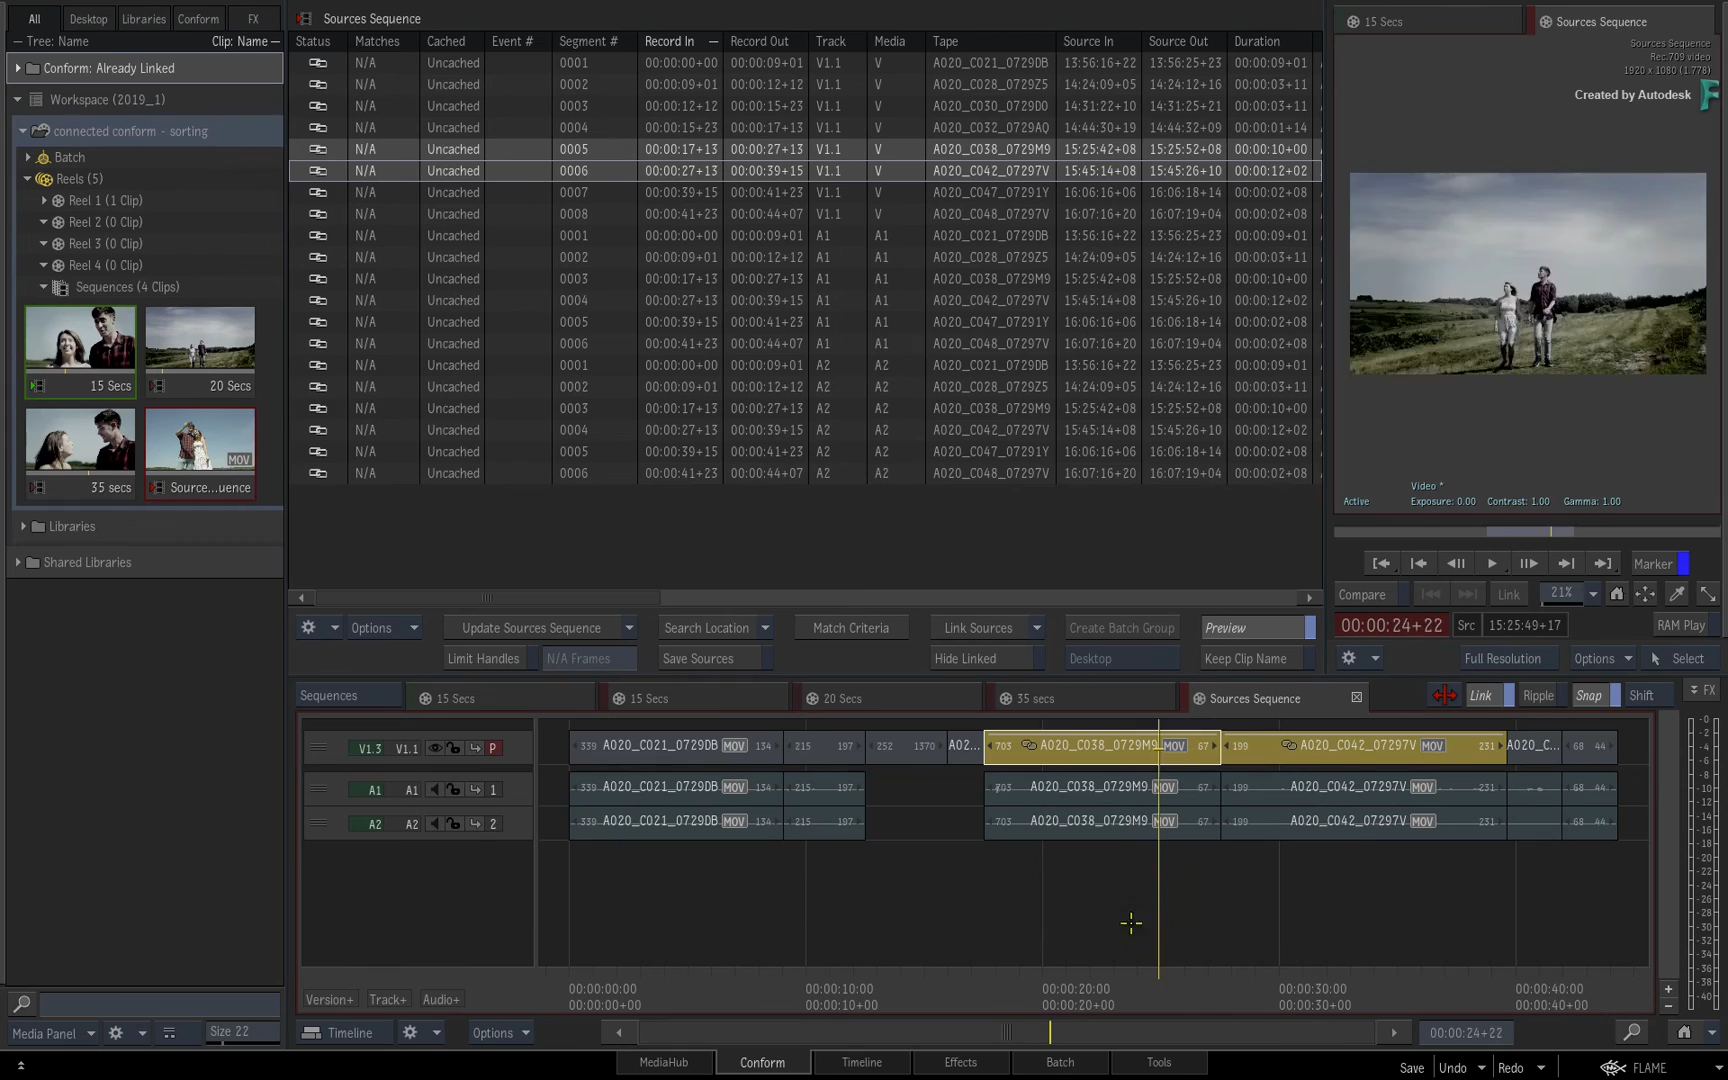 All Desktop Libraries Conform FX
Tree: Name Clip: Name
Conform: Already Linked
Workspace (2019_1)
connected conform - sorting
Batch
Reels (5)
Reel 1 (1 Clip)
Reel 2 (0 Clip)
Reel 3 (0 Clip)
Reel 4 (0 Clip)
Sequences (4 Clips)
15 Secs 20 Secs
MOV
35 secs Source...uence
Libraries
Shared Libraries
Media Panel Size 22
Sources Sequence
Status Matches Cached Event # Segment # Record In Record Out Track Media Tape Source In Source Out Duration
N/A Uncached 0001 00:00:00+00 00:00:09+01 V1.1 V A020_C021_0729DB 13:56:16+22 13:56:25+23 00:00:09+01
N/A Uncached 0002 00:00:09+01 00:00:12+12 V1.1 V A020_C028_0729Z5 14:24:09+05 14:24:12+16 00:00:03+11
N/A Uncached 0003 00:00:12+12 00:00:15+23 V1.1 V A020_C030_0729D0 14:31:22+10 14:31:25+21 00:00:03+11
N/A Uncached 0004 00:00:15+23 00:00:17+13 V1.1 V A020_C032_0729AQ 14:44:30+19 14:44:32+09 00:00:01+14
N/A Uncached 0005 00:00:17+13 00:00:27+13 V1.1 V A020_C038_0729M9 15:25:42+08 15:25:52+08 00:00:10+00
N/A Uncached 0006 00:00:27+13 00:00:39+15 V1.1 V A020_C042_07297V 15:45:14+08 15:45:26+10 00:00:12+02
N/A Uncached 0007 00:00:39+15 00:00:41+23 V1.1 V A020_C047_07291Y 16:06:16+06 16:06:18+14 00:00:02+08
N/A Uncached 0008 00:00:41+23 00:00:44+07 V1.1 V A020_C048_07297V 16:07:16+20 16:07:19+04 00:00:02+08
N/A Uncached 0001 00:00:00+00 00:00:09+01 A1 A1 A020_C021_0729DB 13:56:16+22 13:56:25+23 00:00:09+01
N/A Uncached 0002 00:00:09+01 00:00:12+12 A1 A1 A020_C028_0729Z5 14:24:09+05 14:24:12+16 00:00:03+11
N/A Uncached 0003 00:00:17+13 00:00:27+13 A1 A1 A020_C038_0729M9 15:25:42+08 15:25:52+08 00:00:10+00
N/A Uncached 0004 00:00:27+13 00:00:39+15 A1 A1 A020_C042_07297V 15:45:14+08 15:45:26+10 00:00:12+02
N/A Uncached 0005 00:00:39+15 00:00:41+23 A1 A1 A020_C047_07291Y 16:06:16+06 16:06:18+14 00:00:02+08
N/A Uncached 0006 00:00:41+23 00:00:44+07 A1 A1 A020_C048_07297V 16:07:16+20 16:07:19+04 00:00:02+08
N/A Uncached 0001 00:00:00+00 00:00:09+01 A2 A2 A020_C021_0729DB 13:56:16+22 13:56:25+23 00:00:09+01
N/A Uncached 0002 00:00:09+01 00:00:12+12 A2 A2 A020_C028_0729Z5 14:24:09+05 14:24:12+16 00:00:03+11
N/A Uncached 0003 00:00:17+13 00:00:27+13 A2 A2 A020_C038_0729M9 15:25:42+08 15:25:52+08 00:00:10+00
N/A Uncached 0004 00:00:27+13 00:00:39+15 A2 A2 A020_C042_07297V 15:45:14+08 15:45:26+10 00:00:12+02
N/A Uncached 0005 00:00:39+15 00:00:41+23 A2 A2 A020_C047_07291Y 16:06:16+06 16:06:18+14 00:00:02+08
N/A Uncached 0006 00:00:41+23 00:00:44+07 A2 A2 A020_C048_07297V 16:07:16+20 16:07:19+04 00:00:02+08
Options Update Sources Sequence Search Location Match Criteria Link Sources Create Batch Group Preview
Limit Handles N/A Frames Save Sources Hide Linked Desktop Keep Clip Name
15 Secs Sources Sequence
Sources Sequence
Rec.709 video
1920 x 1080 (1.778)
Created by Autodesk
Video *
Active Exposure: 0.00 Contrast: 1.00 Gamma: 1.00
Marker
Compare Link 21%
00:00:24+22 Src 15:25:49+17 RAM Play
Full Resolution Options Select
Sequences 15 Secs 15 Secs 20 Secs 35 secs Sources Sequence Link Ripple Snap Shift FX
V1.3 V1.1 P 339 A020_C021_0729DB MOV 134 215 197 252 1370 A02... 703 A020_C038_0729M9 MOV 67 199 A020_C042_07297V MOV 231 A020_C... 68 44
A1 A1 1 339 A020_C021_0729DB MOV 134 215 197 703 A020_C038_0729M9 MOV 67 199 A020_C042_07297V MOV 231 68 44
A2 A2 2 339 A020_C021_0729DB MOV 134 215 197 703 A020_C038_0729M9 MOV 67 199 A020_C042_07297V MOV 231 68 44
-0
-2
-4
-6
-8
-10
-12
-14
-16
-18
-20
-22
-24
-26
-28
-30
-32
-34
-36
-38
-40
Version+ Track+ Audio+
00:00:00:00 00:00:10:00 00:00:20:00 00:00:30:00 00:00:40:00
00:00:00+00 00:00:10+00 00:00:20+00 00:00:30+00 00:00:40+00
Timeline Options 00:00:24+22
MediaHub Conform Timeline Effects Batch Tools
Save Undo Redo FLAME